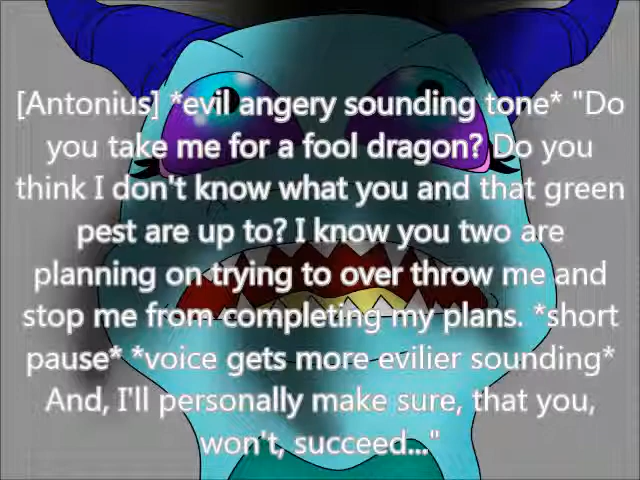 [Antonius] *evil angery sounding tone* "Do
you take me for a fool dragon? Do you
think I don't know what you and that green
pest are up to? I know you two are
planning on trying to over throw me and
stop me from completing my plans. *short
pause* *voice gets more evilier sounding*
And, I'll personally make sure, that you,
won't, succeed..."